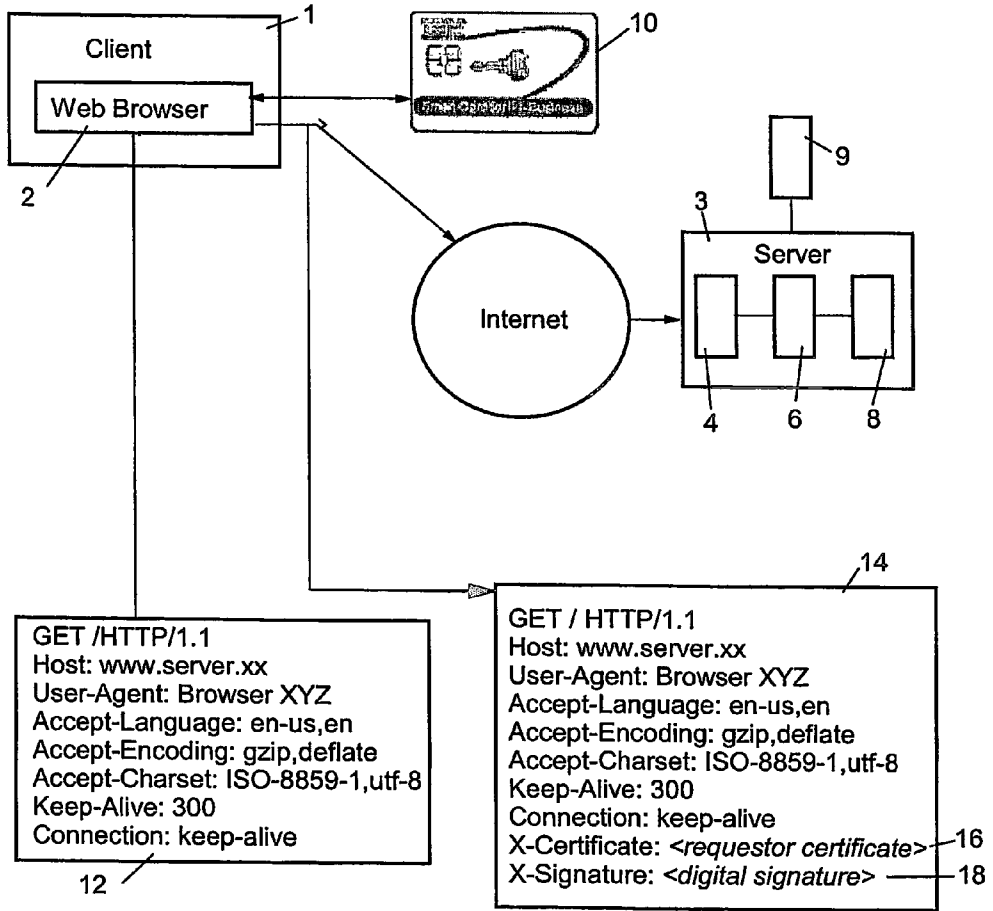 1
Client
Web Browser
2
10
9
3
Server
4
6
8
Internet
14
GET /HTTP/1.1
Host: www.server.xx
User-Agent: Browser XYZ
Accept-Language: en-us,en
Accept-Encoding: gzip,deflate
Accept-Charset: ISO-8859-1,utf-8
Keep-Alive: 300
Connection: keep-alive
12
GET / HTTP/1.1
Host: www.server.xx
User-Agent: Browser XYZ
Accept-Language: en-us,en
Accept-Encoding: gzip,deflate
Accept-Charset: ISO-8859-1,utf-8
Keep-Alive: 300
Connection: keep-alive
X-Certificate: <requestor certificate>
16
X-Signature: <digital signature>
18